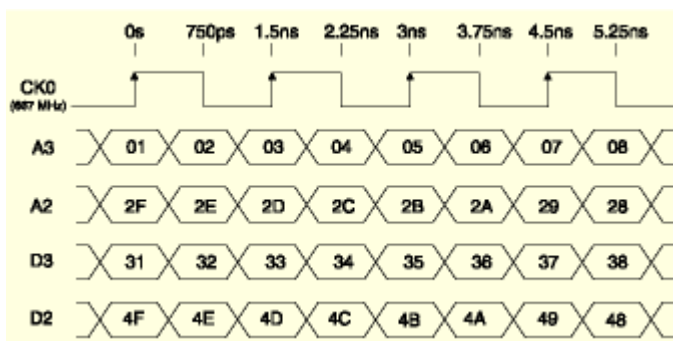 0s 750ps 1.5ns 2.25ns 3ns 3.75ns 4.5ns 5.25ns
CK0
(667 MHz)
A3 01 02 03 04 05 06 07 08
A2 2F 2E 2D 2C 2B 2A 29 28
D3 31 32 33 34 35 36 37 38
D2 4F 4E 4D 4C 4B 4A 49 48